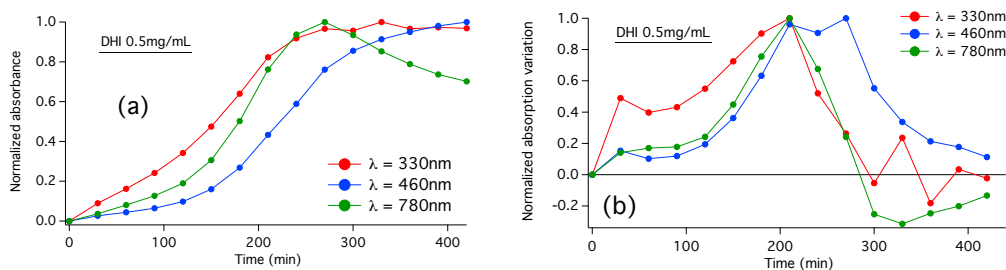 Normalized absorbance
1.0
0.8
0.6
0.4
0.2
0.0
DHI 0.5mg/mL
(a)
λ = 330nm
λ = 460nm
λ = 780nm
0
100
200
300
400
Time (min)
Normalized absorption variation
1.0
0.8
0.6
0.4
0.2
0.0
-0.2
DHI 0.5mg/mL
λ = 330nm
λ = 460nm
λ = 780nm
(b)
0
100
200
300
400
Time (min)